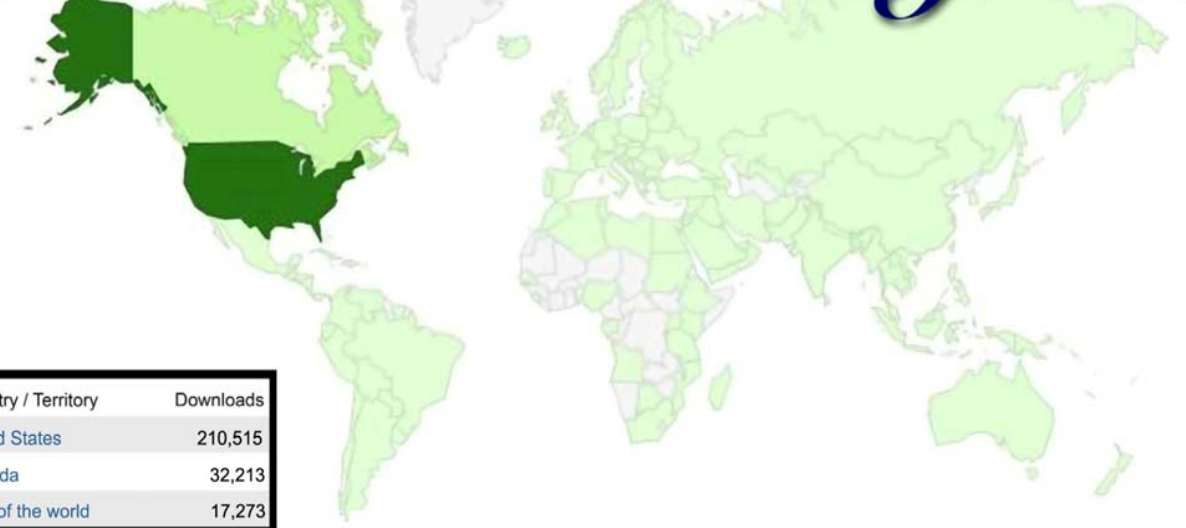 try / Territory Downloads
d States 210,515
da 32,213
of the world 17,273